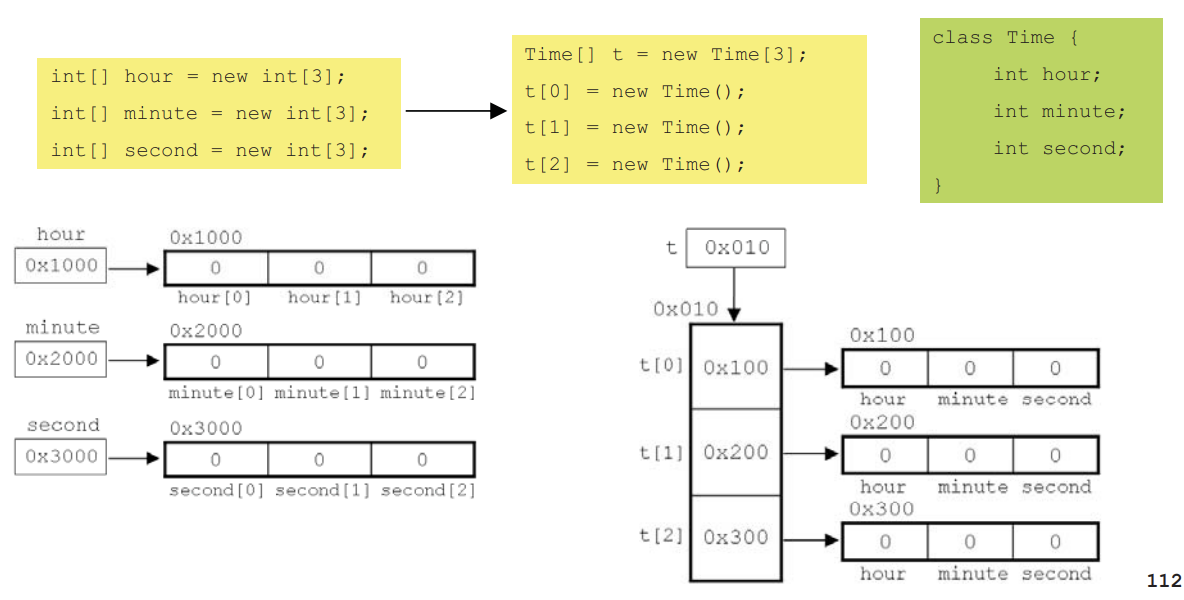 int[] hour = new int[3];
int[] minute = new int[3];
int[] second = new int[3];
Time[] t = new Time[3];
t[0] = new Time();
t[1] = new Time();
t[2] = new Time();
class Time {
int hour;
int minute;
int second;
}
hour
0x1000
0x1000
0 0 0
hour[0] hour[1] hour[2]
minute
0x2000
0x2000
0 0 0
minute[0] minute[1] minute[2]
second
0x3000
0x3000
0 0 0
second[0] second[1] second[2]
t 0x010
0x010
t[0] 0x100
0x100
0 0 0
hour minute second
t[1] 0x200
0x200
0 0 0
hour minute second
t[2] 0x300
0x300
0 0 0
hour minute second
112